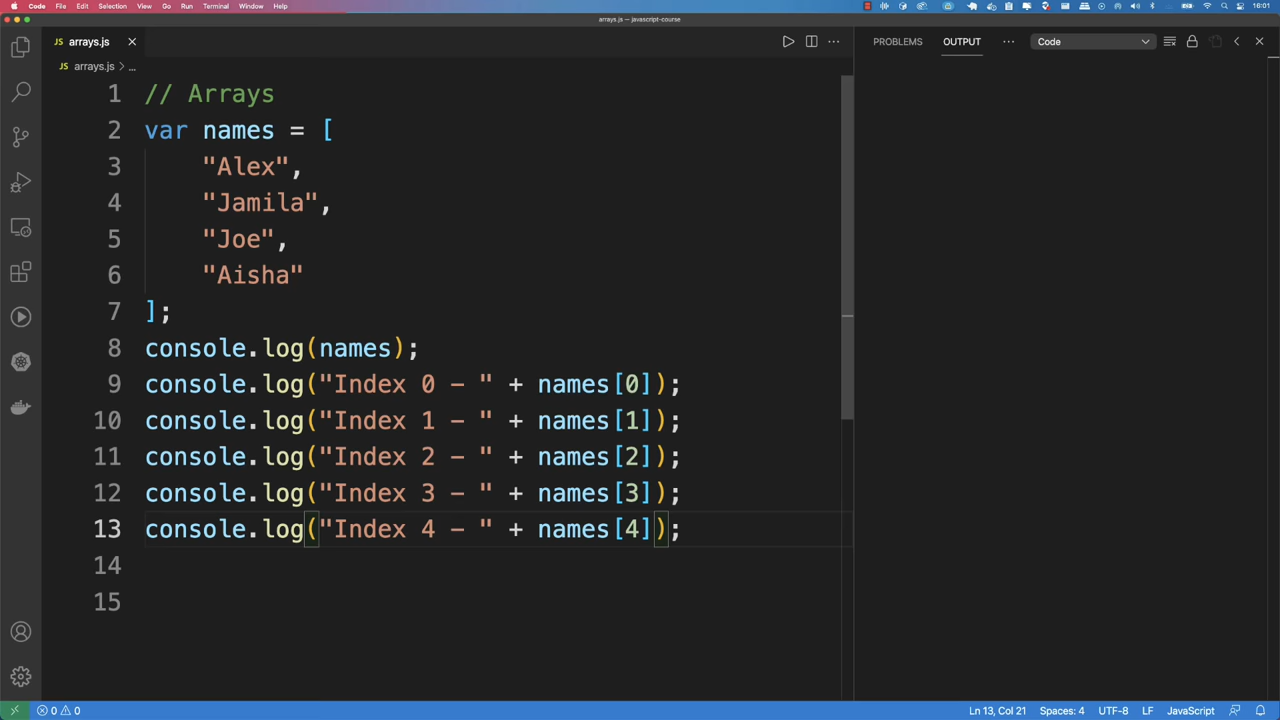 Code File Edit Selection View Go Run Terminal Window Help 16:01
arrays.js — javascript-course
JS arrays.js
PROBLEMS OUTPUT ··· Code
JS arrays.js > ...
1 // Arrays
2 var names = [
3     "Alex",
4     "Jamila",
5     "Joe",
6     "Aisha"
7 ];
8 console.log(names);
9 console.log("Index 0 - " + names[0]);
10 console.log("Index 1 - " + names[1]);
11 console.log("Index 2 - " + names[2]);
12 console.log("Index 3 - " + names[3]);
13 console.log("Index 4 - " + names[4]);
14
15
0 0 Ln 13, Col 21 Spaces: 4 UTF-8 LF JavaScript